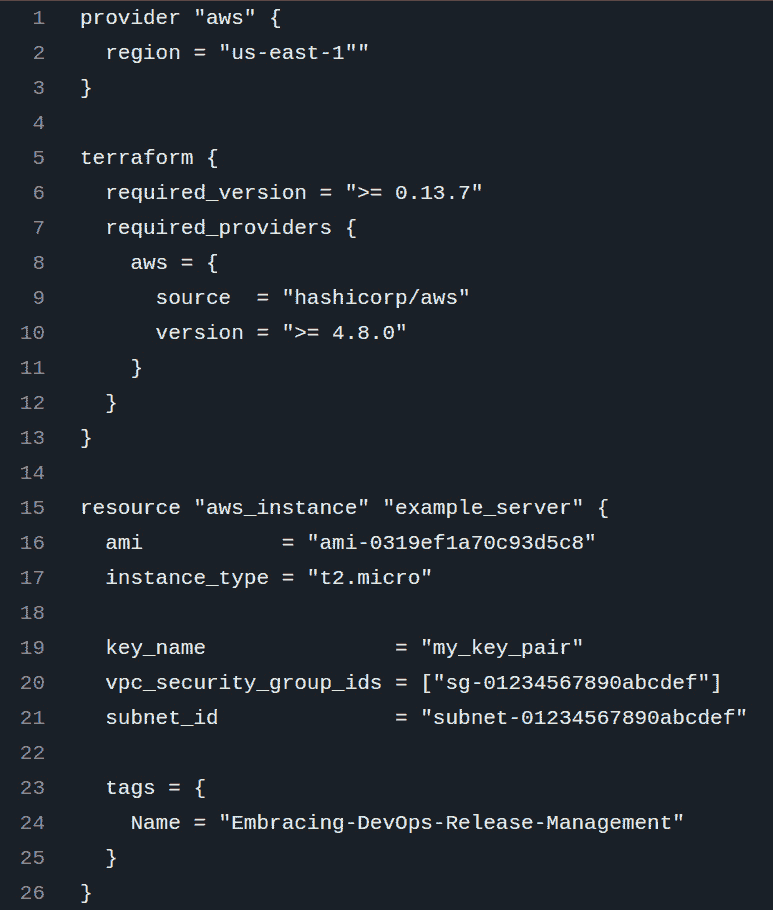 1 provider "aws" {
2   region = "us-east-1""
3 }
4
5 terraform {
6   required_version = ">= 0.13.7"
7   required_providers {
8     aws = {
9       source  = "hashicorp/aws"
10       version = ">= 4.8.0"
11     }
12   }
13 }
14
15 resource "aws_instance" "example_server" {
16   ami           = "ami-0319ef1a70c93d5c8"
17   instance_type = "t2.micro"
18
19   key_name               = "my_key_pair"
20   vpc_security_group_ids = ["sg-01234567890abcdef"]
21   subnet_id              = "subnet-01234567890abcdef"
22
23   tags = {
24     Name = "Embracing-DevOps-Release-Management"
25   }
26 }